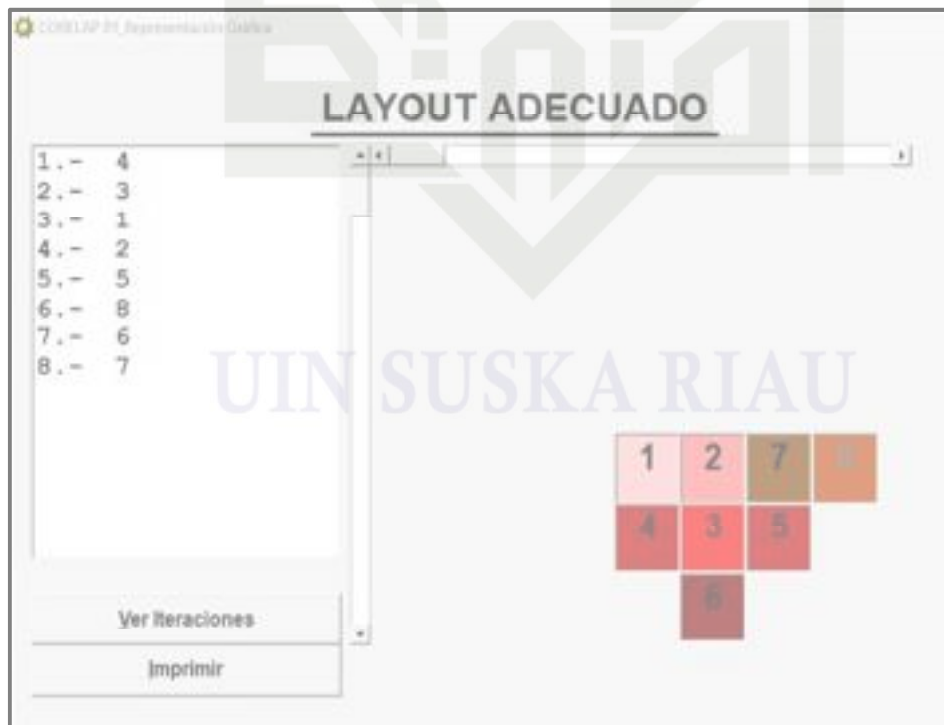 CORELAP 01_Representación Gráfica
LAYOUT ADECUADO
1.- 4
2.- 3
3.- 1
4.- 2
5.- 5
6.- 8
7.- 6
8.- 7
UIN SUSKA RIAU
1 2 7
4 3 5
6
Ver Iteraciones
Imprimir